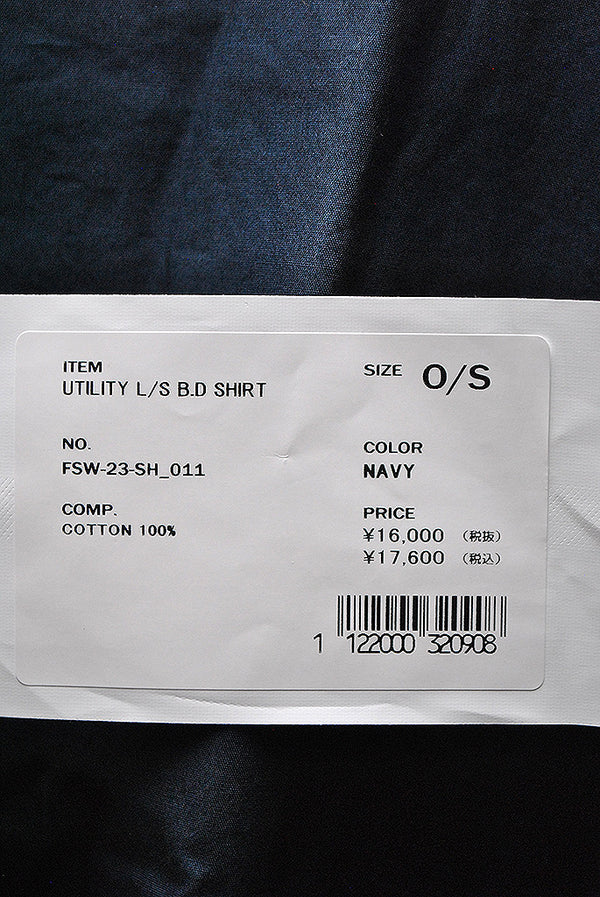 ITEM
UTILITY L/S B.D SHIRT
SIZE O/S
NO.
FSW-23-SH_011
COLOR
NAVY
COMP.
COTTON 100%
PRICE
¥16,000 (税抜)
¥17,600 (税込)
1 122000 320908